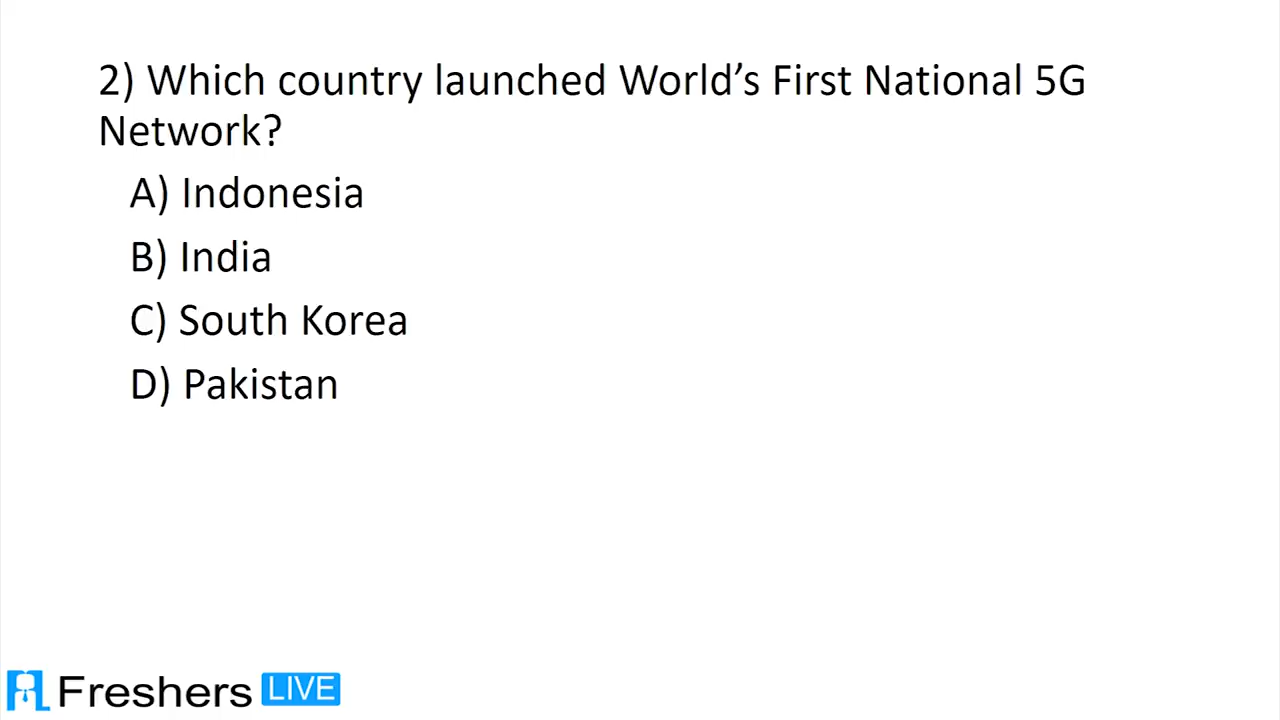 2) Which country launched World’s First National 5G
Network?
A) Indonesia
B) India
C) South Korea
D) Pakistan
Freshers LIVE